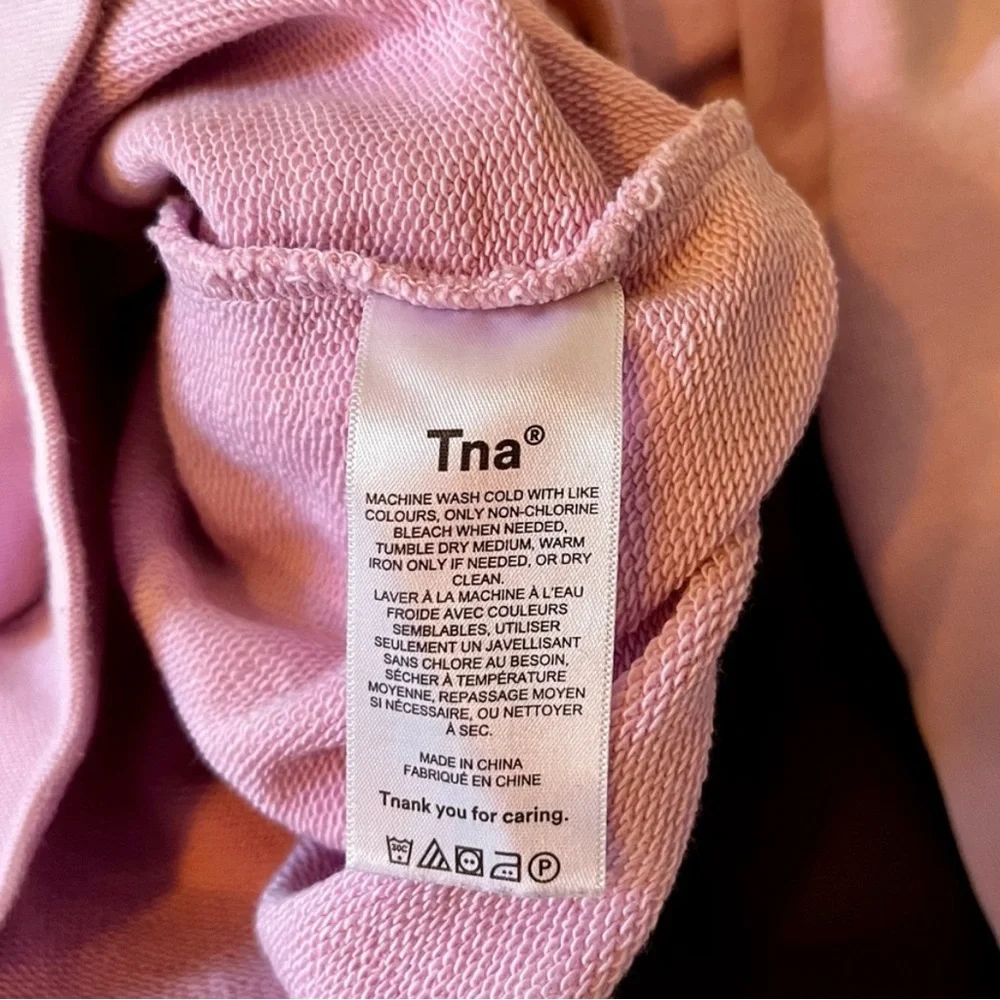 Tna®
MACHINE WASH COLD WITH LIKE
COLOURS, ONLY NON-CHLORINE
BLEACH WHEN NEEDED,
TUMBLE DRY MEDIUM, WARM
IRON ONLY IF NEEDED, OR DRY
CLEAN.
LAVER À LA MACHINE À L'EAU
FROIDE AVEC COULEURS
SEMBLABLES, UTILISER
SEULEMENT UN JAVELLISANT
SANS CHLORE AU BESOIN,
SÉCHER À TEMPÉRATURE
MOYENNE, REPASSAGE MOYEN
SI NÉCESSAIRE, OU NETTOYER
À SEC.
MADE IN CHINA
FABRIQUÉ EN CHINE
Tnank you for caring.
30C P